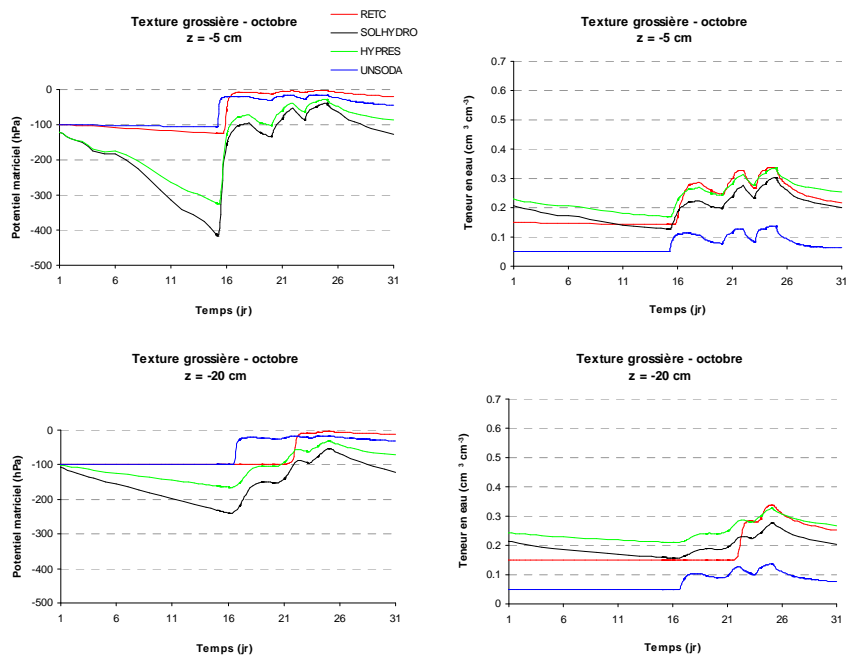 Texture grossière - octobre
z = -5 cm
RETC
SOLHYDRO
HYPRES
UNSODA
Potentiel matriciel (hPa)
0
-100
-200
-300
-400
-500
1 6 11 16 21 26 31
Temps (jr)
Texture grossière - octobre
z = -5 cm
Teneur en eau (cm³ cm⁻³)
0.7
0.6
0.5
0.4
0.3
0.2
0.1
0
1 6 11 16 21 26 31
Temps (jr)
Texture grossière - octobre
z = -20 cm
Potentiel matriciel (hPa)
0
-100
-200
-300
-400
-500
1 6 11 16 21 26 31
Temps (jr)
Texture grossière - octobre
z = -20 cm
Teneur en eau (cm³ cm⁻³)
0.7
0.6
0.5
0.4
0.3
0.2
0.1
0
1 6 11 16 21 26 31
Temps (jr)